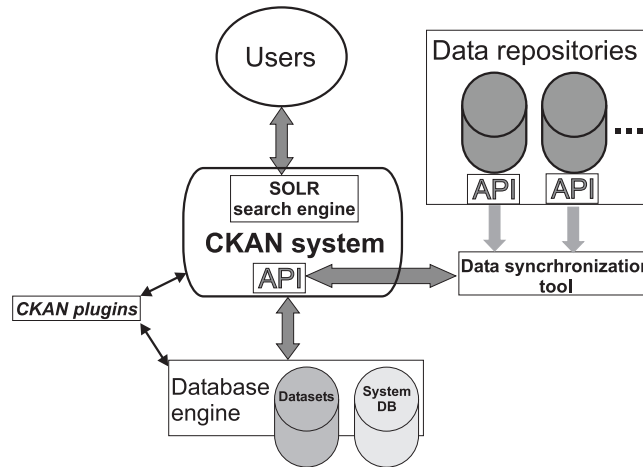 Users
Data repositories
API
API
SOLR
search engine
CKAN system
API
Data syncrhronization
tool
CKAN plugins
Database
engine
Datasets
System
DB